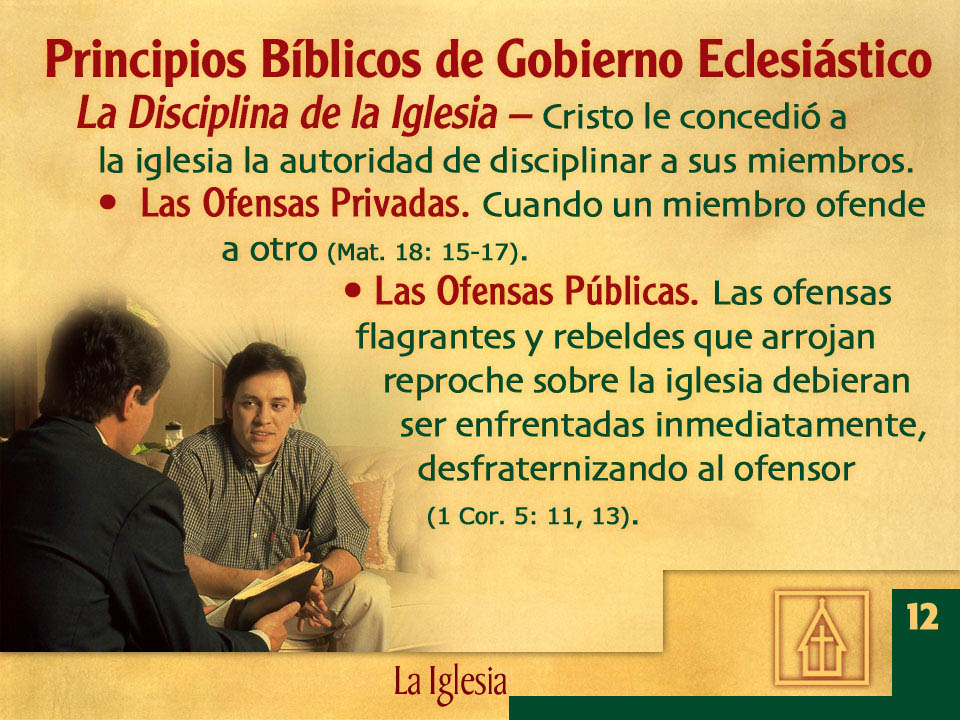 Principios Bíblicos de Gobierno Eclesiástico
La Disciplina de la Iglesia – Cristo le concedió a
la iglesia la autoridad de disciplinar a sus miembros.
• Las Ofensas Privadas. Cuando un miembro ofende
a otro (Mat. 18: 15-17).
• Las Ofensas Públicas. Las ofensas
flagrantes y rebeldes que arrojan
reproche sobre la iglesia debieran
ser enfrentadas inmediatamente,
desfraternizando al ofensor
(1 Cor. 5: 11, 13).
12
La Iglesia